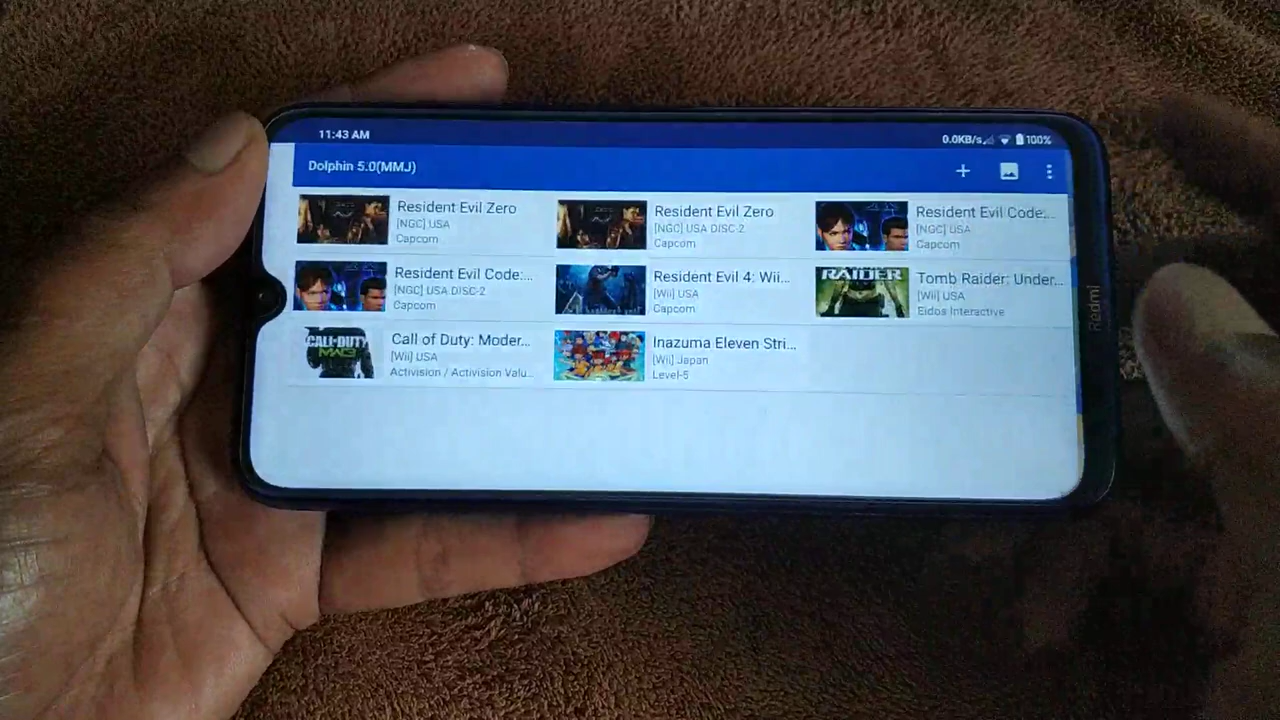 11:43 AM
0.0KB/s
100%
Dolphin 5.0(MMJ)
Resident Evil Zero
[NGC] USA
Capcom
Resident Evil Zero
[NGC] USA DISC-2
Capcom
Resident Evil Code:...
[NGC] USA
Capcom
Resident Evil Code:...
[NGC] USA DISC-2
Capcom
Resident Evil 4: Wii...
[Wii] USA
Capcom
RAIDER
Tomb Raider: Under...
[Wii] USA
Eidos Interactive
CALL OF DUTY
MW3
Call of Duty: Moder...
[Wii] USA
Activision / Activision Valu...
Inazuma Eleven Stri...
[Wii] Japan
Level-5
Redmi